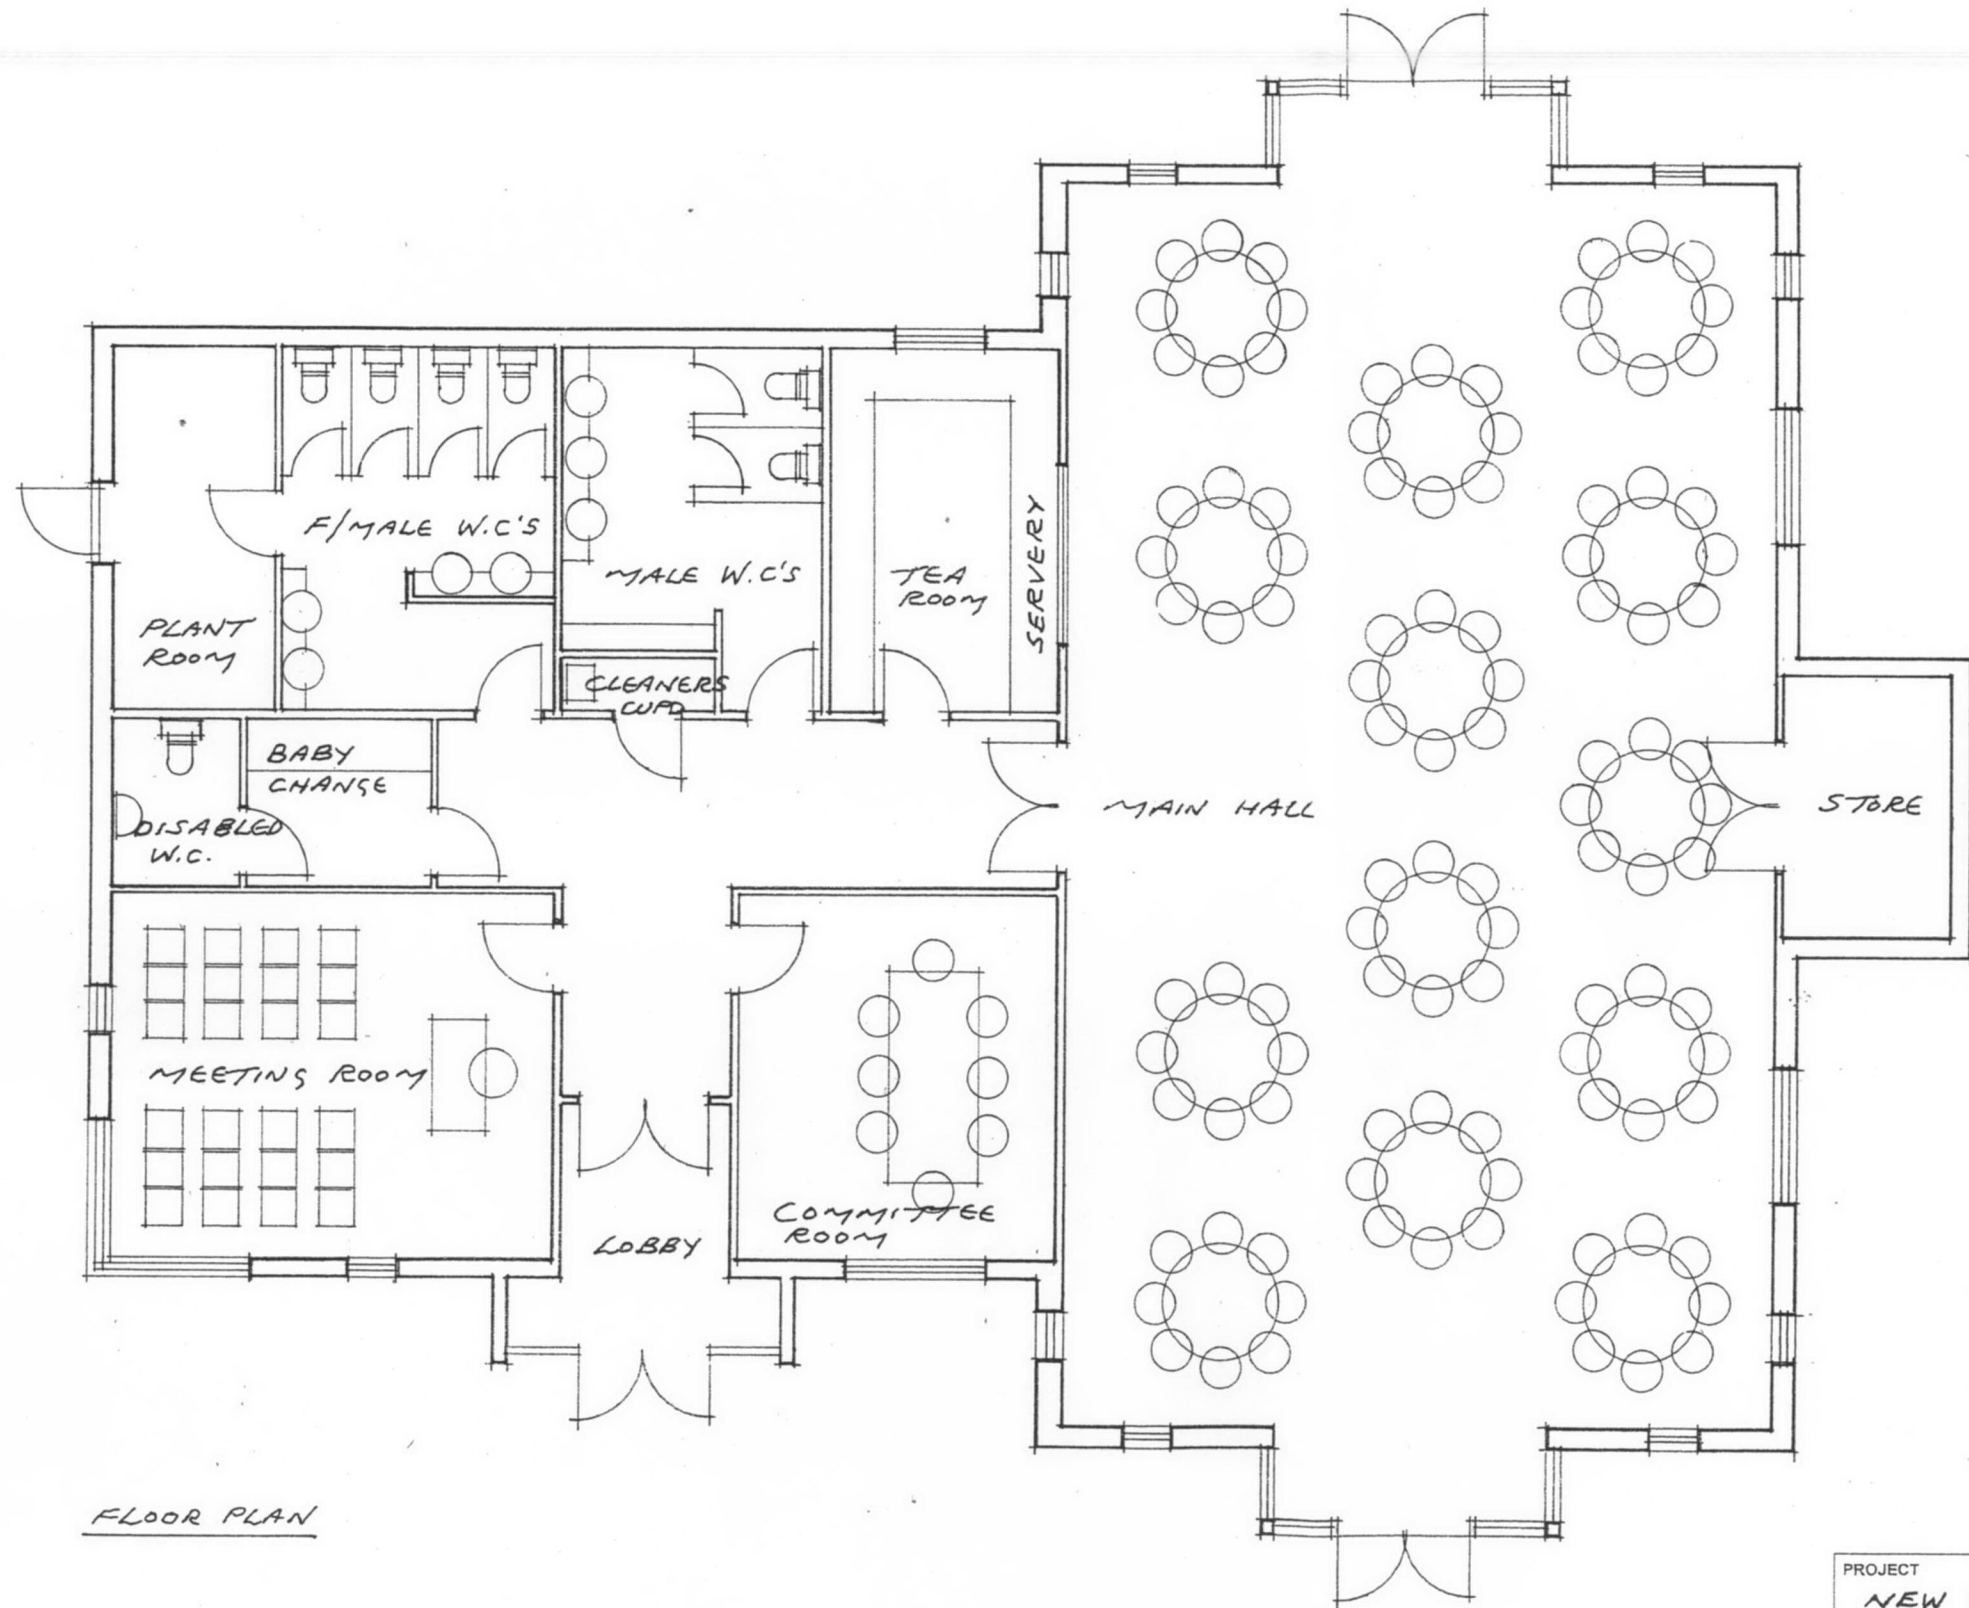 F/MALE W.C'S
MALE W.C'S
TEA
ROOM
SERVERY
PLANT
ROOM
CLEANERS
CUPD
BABY
CHANGE
DISABLED
W.C.
MAIN HALL
STORE
MEETING ROOM
COMMITTEE
ROOM
LOBBY
FLOOR PLAN
PROJECT
NEW